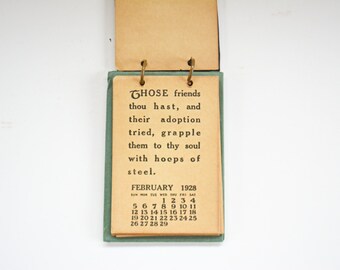 THOSE friends
thou hast, and
their adoption
tried, grapple
them to thy soul
with hoops of
steel.
FEBRUARY 1928
SUN MON TUE WED THU FRI SAT
1 2 3 4
5 6 7 8 9 10 11
12 13 14 15 16 17 18
19 20 21 22 23 24 25
26 27 28 29